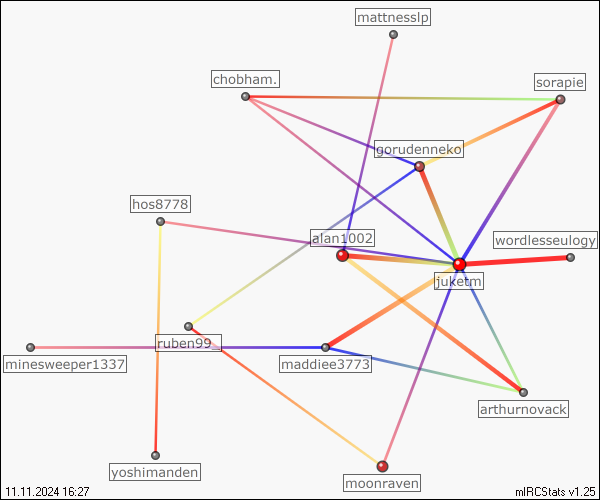 mattnesslp
chobham.
sorapie
gorudenneko
hos8778
alan1002
wordlesseulogy
juketm
ruben99_
minesweeper1337
maddiee3773
arthurnovack
yoshimanden
moonraven
11.11.2024 16:27
mIRCStats v1.25